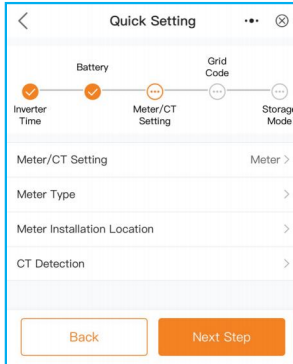 Quick Setting
Battery
Grid
Code
Inverter
Time
Meter/CT
Setting
Storage
Mode
Meter/CT Setting
Meter >
Meter Type
>
Meter Installation Location
>
CT Detection
>
Back
Next Step